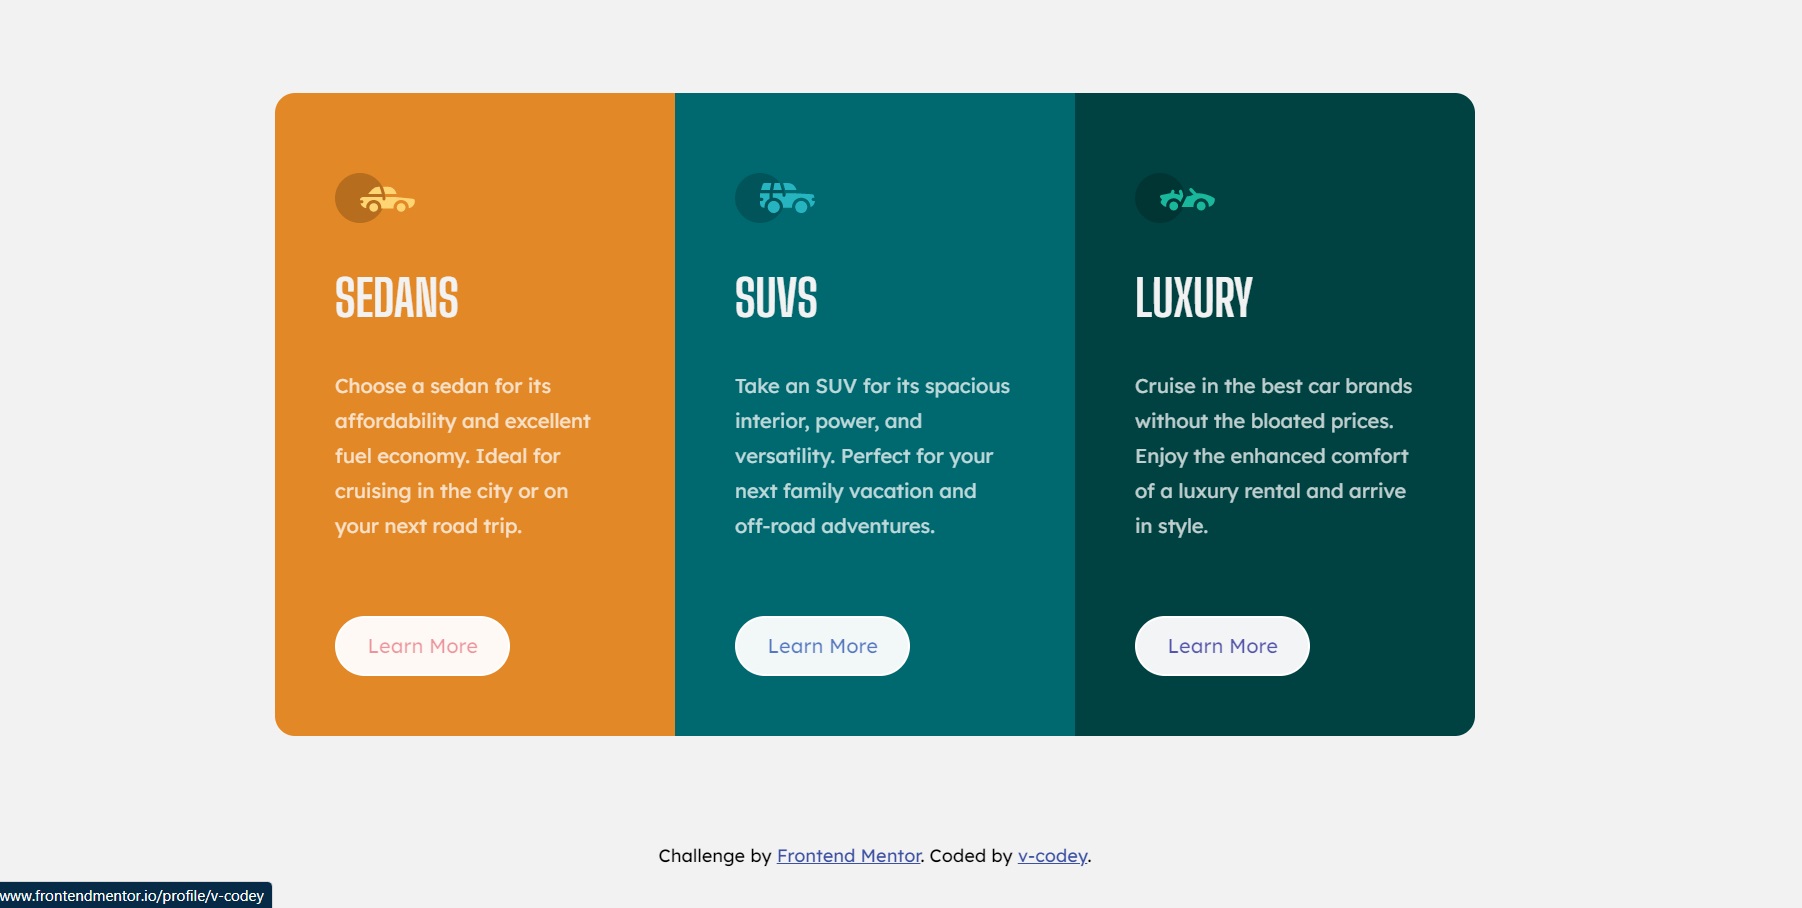 SEDANS
Choose a sedan for its
affordability and excellent
fuel economy. Ideal for
cruising in the city or on
your next road trip.
Learn More
SUVS
Take an SUV for its spacious
interior, power, and
versatility. Perfect for your
next family vacation and
off-road adventures.
Learn More
LUXURY
Cruise in the best car brands
without the bloated prices.
Enjoy the enhanced comfort
of a luxury rental and arrive
in style.
Learn More
Challenge by Frontend Mentor. Coded by v-codey.
www.frontendmentor.io/profile/v-codey